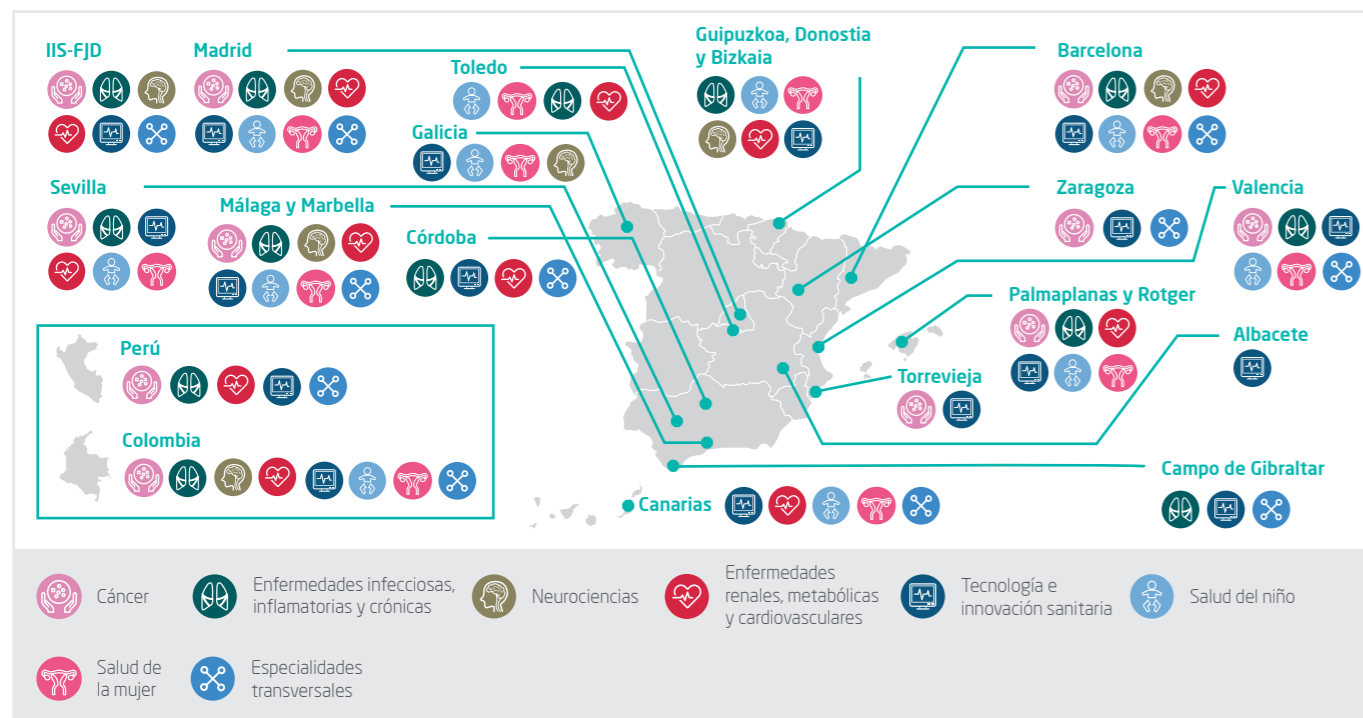 IIS-FJD
Madrid
Toledo
Galicia
Guipuzkoa, Donostia
y Bizkaia
Barcelona
Sevilla
Málaga y Marbella
Córdoba
Zaragoza
Valencia
Palmaplanas y Rotger
Albacete
Torrevieja
Perú
Colombia
Canarias
Campo de Gibraltar
Cáncer
Enfermedades infecciosas,
inflamatorias y crónicas
Neurociencias
Enfermedades
renales, metabólicas
y cardiovasculares
Tecnología e
innovación sanitaria
Salud del niño
Salud de
la mujer
Especialidades
transversales